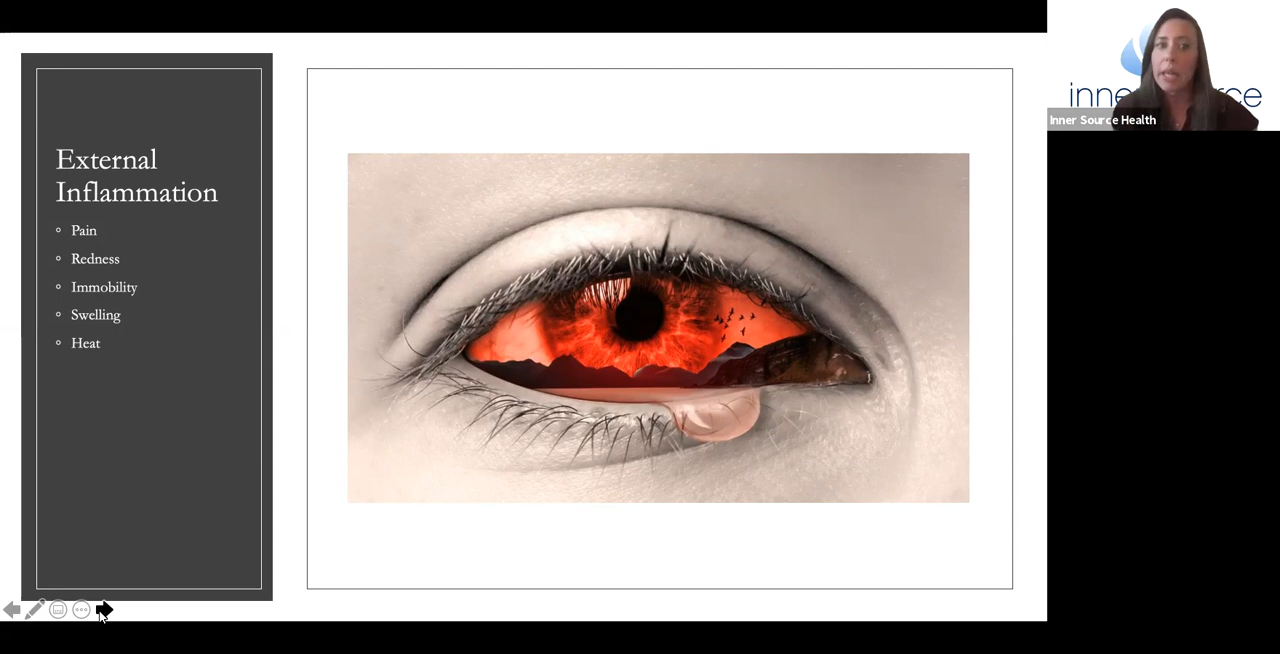 External
Inflammation
Pain
Redness
Immobility
Swelling
Heat
Inner Source Health